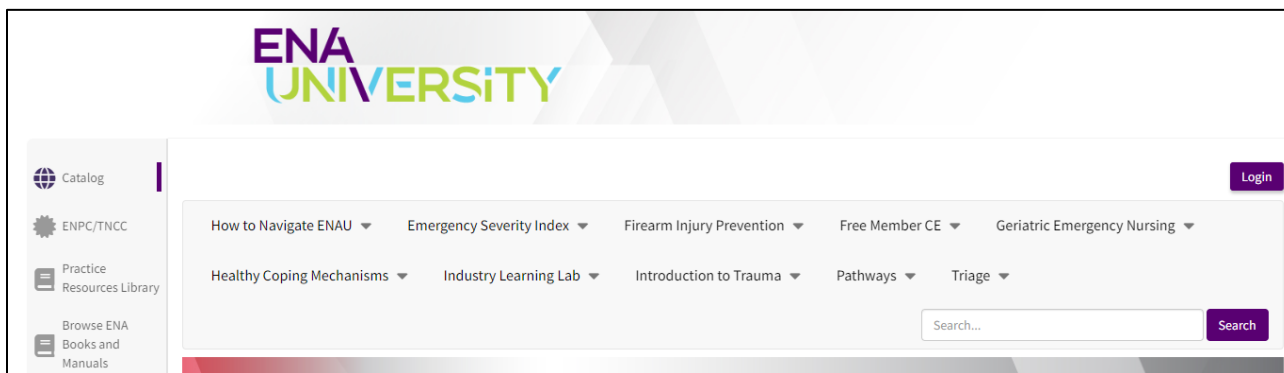 ENA
UNIVERSiTY
Catalog
Login
ENPC/TNCC
How to Navigate ENAU
Emergency Severity Index
Firearm Injury Prevention
Free Member CE
Geriatric Emergency Nursing
Practice
Resources Library
Healthy Coping Mechanisms
Industry Learning Lab
Introduction to Trauma
Pathways
Triage
Browse ENA
Books and
Manuals
Search...
Search